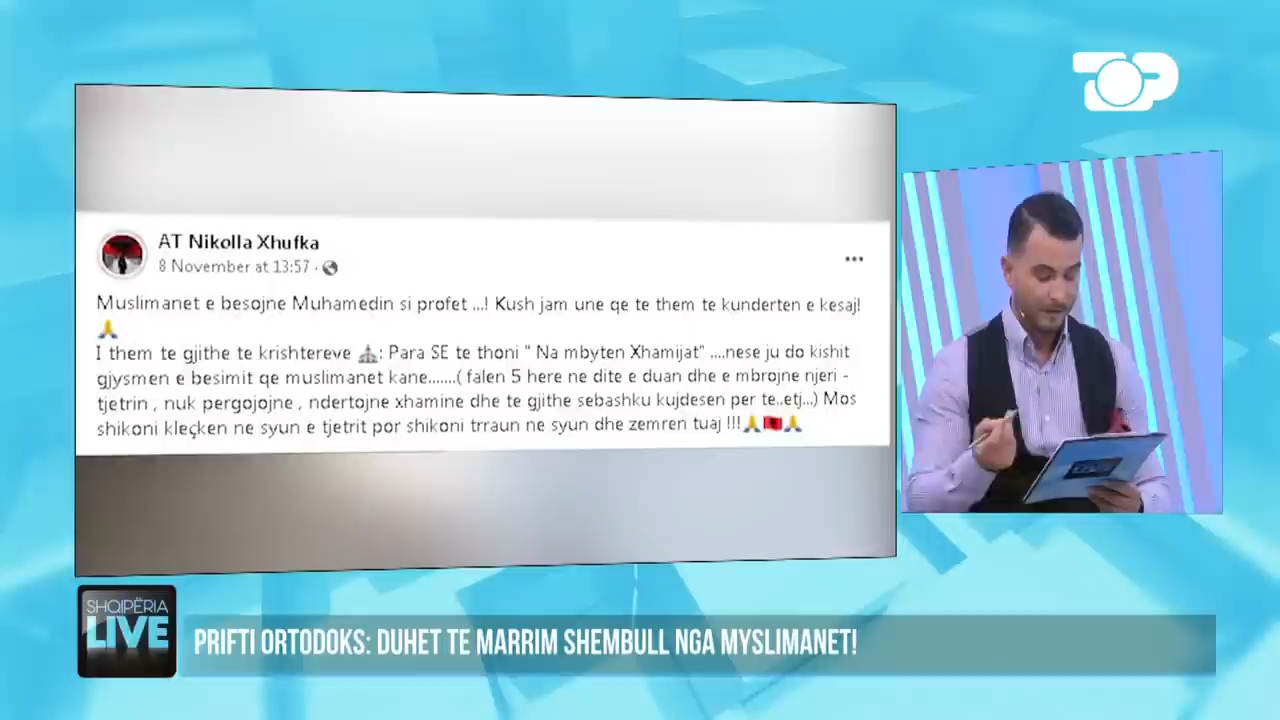 TOP
AT Nikolla Xhufka
8 November at 13:57
Muslimanet e besojne Muhamedin si profet ...! Kush jam une qe te them te kunderten e kesaj!
🙏
I them te gjithe te krishtereve ⛪: Para SE te thoni " Na mbyten Xhamijat" ....nese ju do kishit
gjysmen e besimit qe muslimanet kane.......( falen 5 here ne dite e duan dhe e mbrojne njeri -
tjetrin , nuk pergojojne , ndertojne xhamine dhe te gjithe sebashku kujdesen per te..etj...) Mos
shikoni kleçken ne syun e tjetrit por shikoni trraun ne syun dhe zemren tuaj !!!🙏🇦🇱🙏
SHQIPËRIA
LIVE
PRIFTI ORTODOKS: DUHET TE MARRIM SHEMBULL NGA MYSLIMANET!